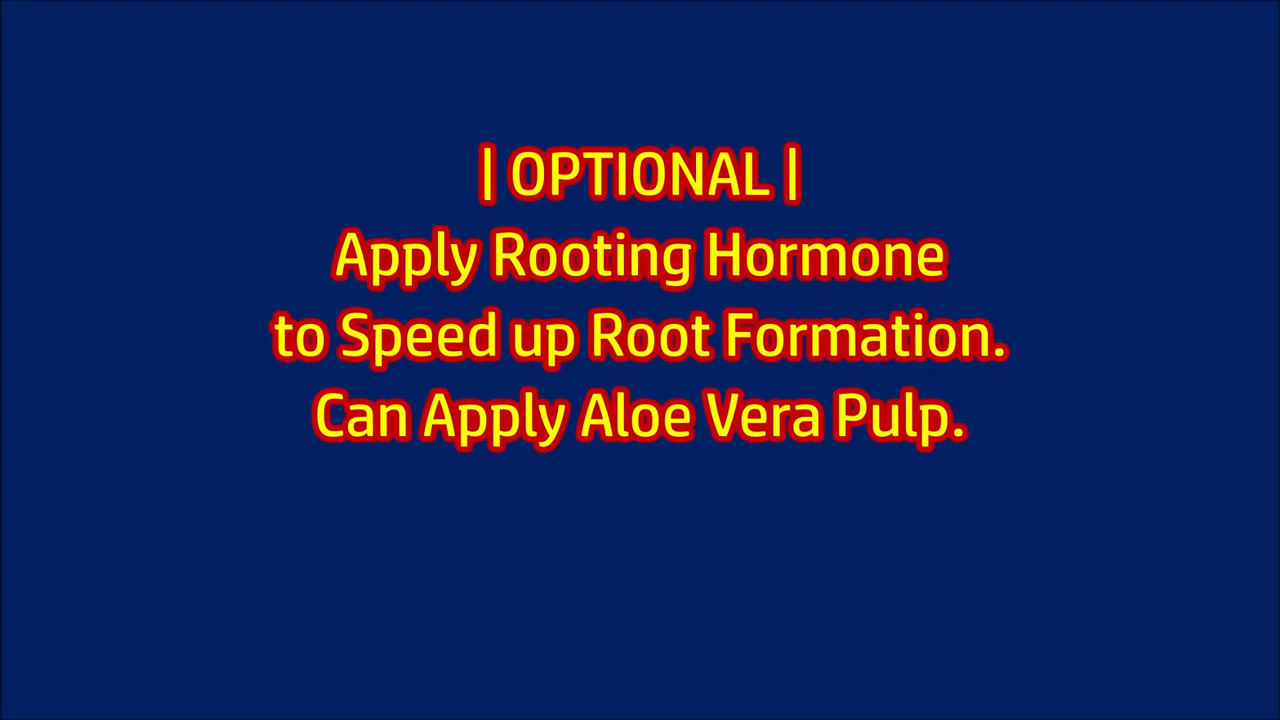 | OPTIONAL |
Apply Rooting Hormone
to Speed up Root Formation.
Can Apply Aloe Vera Pulp.